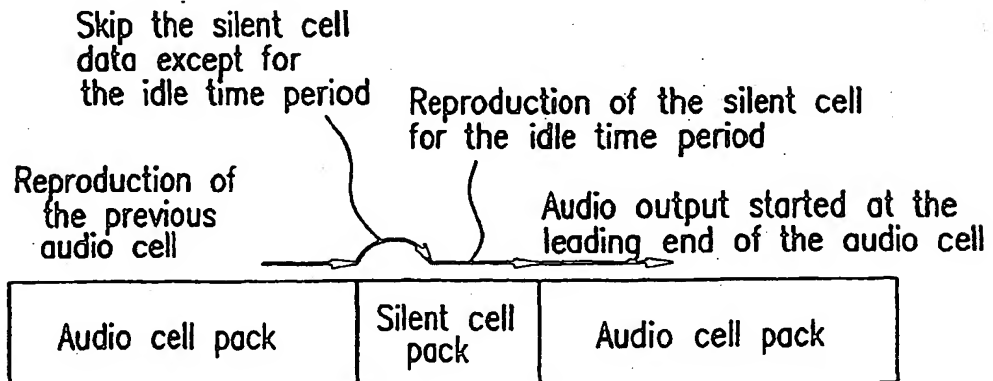 Skip the silent cell
data except for
the idle time period
Reproduction of the silent cell
for the idle time period
Reproduction of
the previous
audio cell
Audio output started at the
leading end of the audio cell
Audio cell pack
Silent cell
pack
Audio cell pack